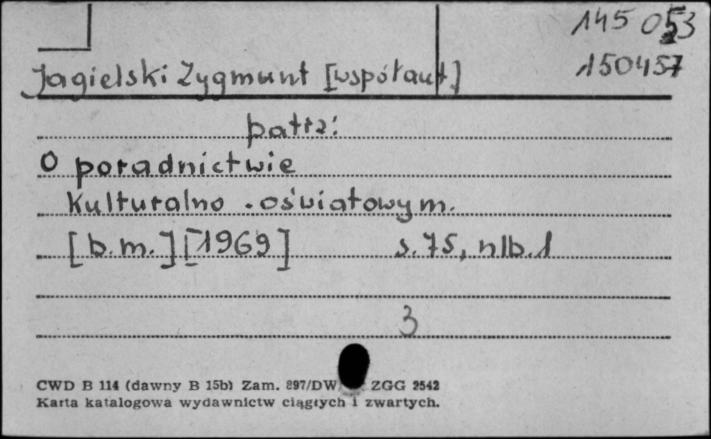 145 053
150457
Jagielski Zygmunt [współaut.]
patrz:
O poradnictwie
kulturalno-oświatowym.
[b.m.] [1969] s.75, nlb.1
3
CWD B 114 (dawny B 15b) Zam. 897/DW ZGG 2542
Karta katalogowa wydawnictw ciągłych i zwartych.